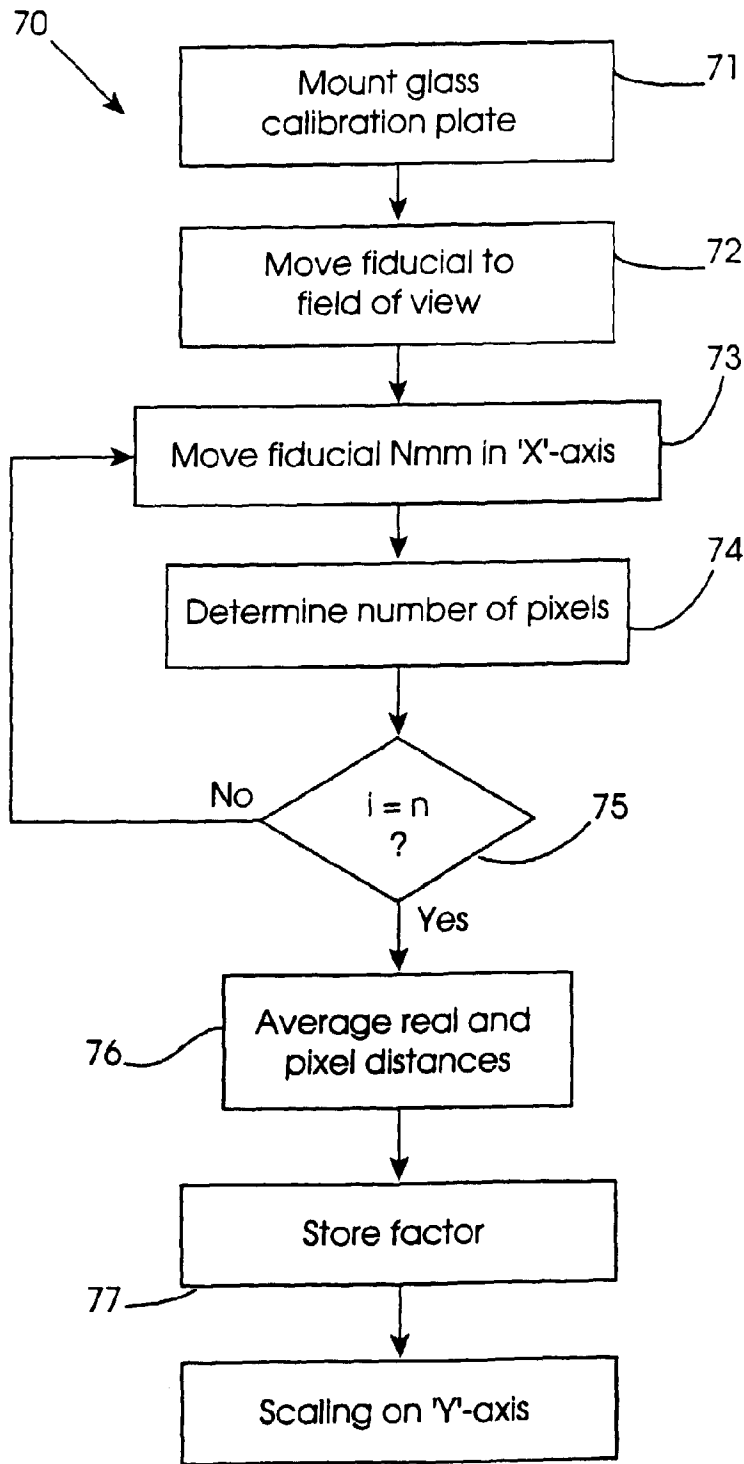 70
Mount glass
calibration plate
71
Move fiducial to
field of view
72
73
Move fiducial Nmm in 'X'-axis
74
Determine number of pixels
No
i = n
?
75
Yes
Average real and
pixel distances
76
Store factor
77
Scaling on 'Y'-axis